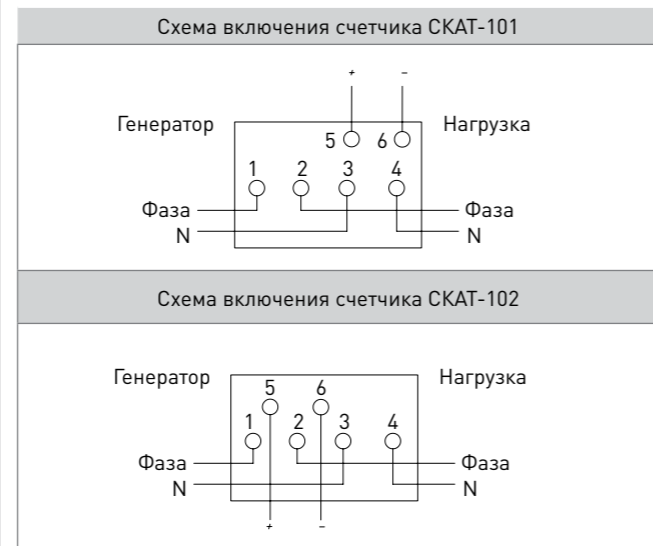 Схема включения счетчика СКАТ-101
+ −
Генератор Нагрузка
5 6
1 2 3 4
Фаза Фаза
N N
Схема включения счетчика СКАТ-102
Генератор Нагрузка
5 6
1 2 3 4
Фаза Фаза
N N
+ −